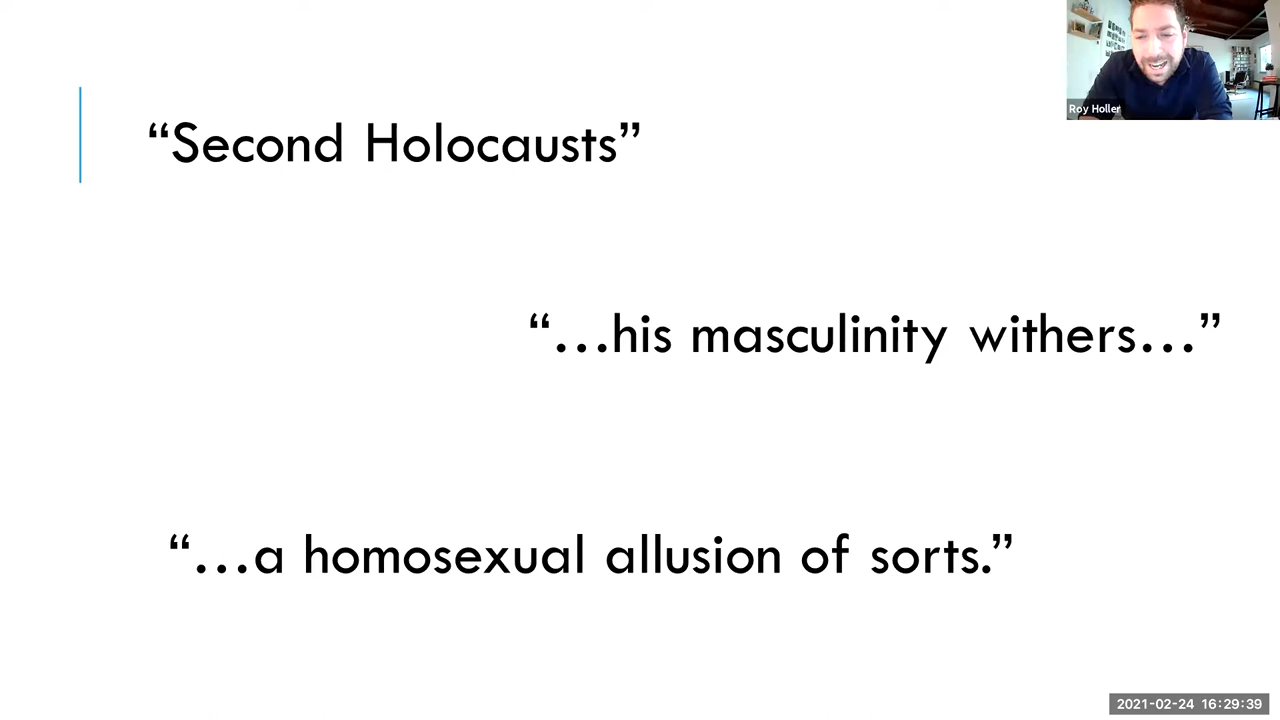 Roy Holler
“Second Holocausts”
“…his masculinity withers…”
“…a homosexual allusion of sorts.”
2021-02-24 16:29:39